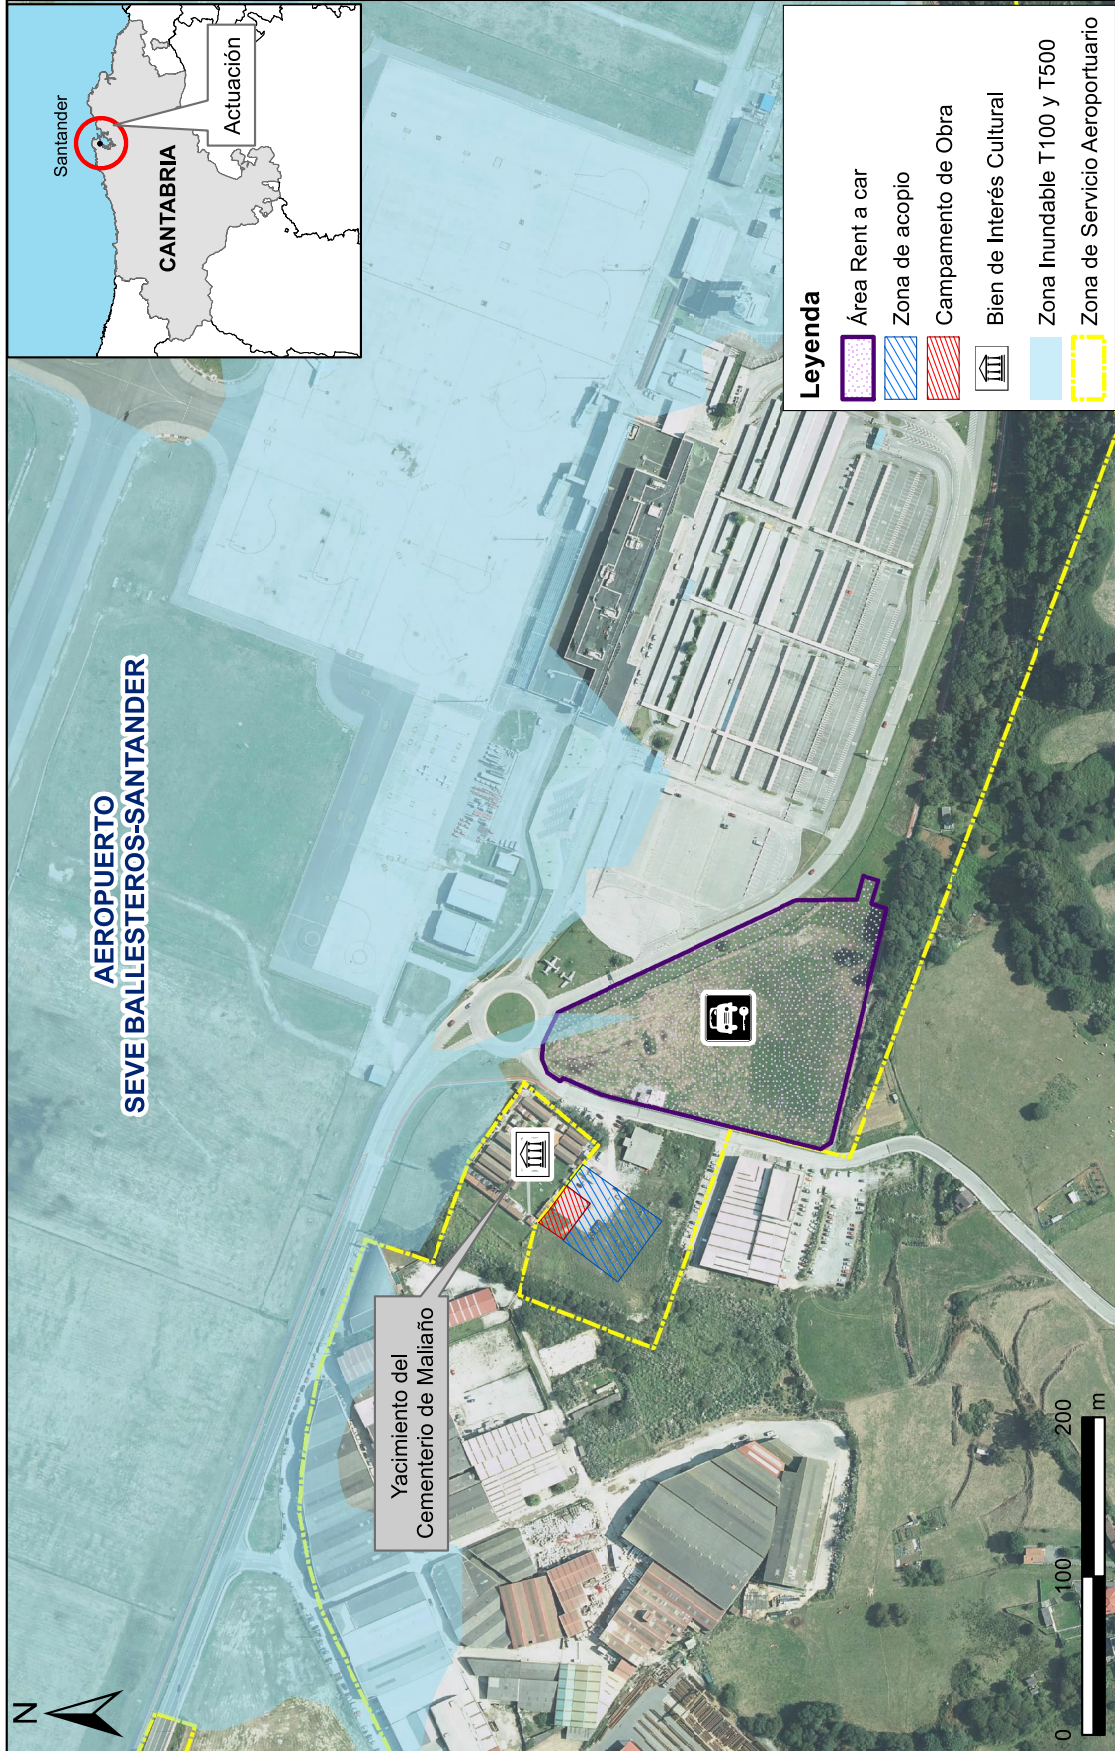 AEROPUERTO
SEVE BALLESTEROS-SANTANDER
Santander
CANTABRIA
Actuación
Yacimiento del
Cementerio de Maliaño
N
0
100
200
m
Leyenda
Área Rent a car
Zona de acopio
Campamento de Obra
Bien de Interés Cultural
Zona Inundable T100 y T500
Zona de Servicio Aeroportuario